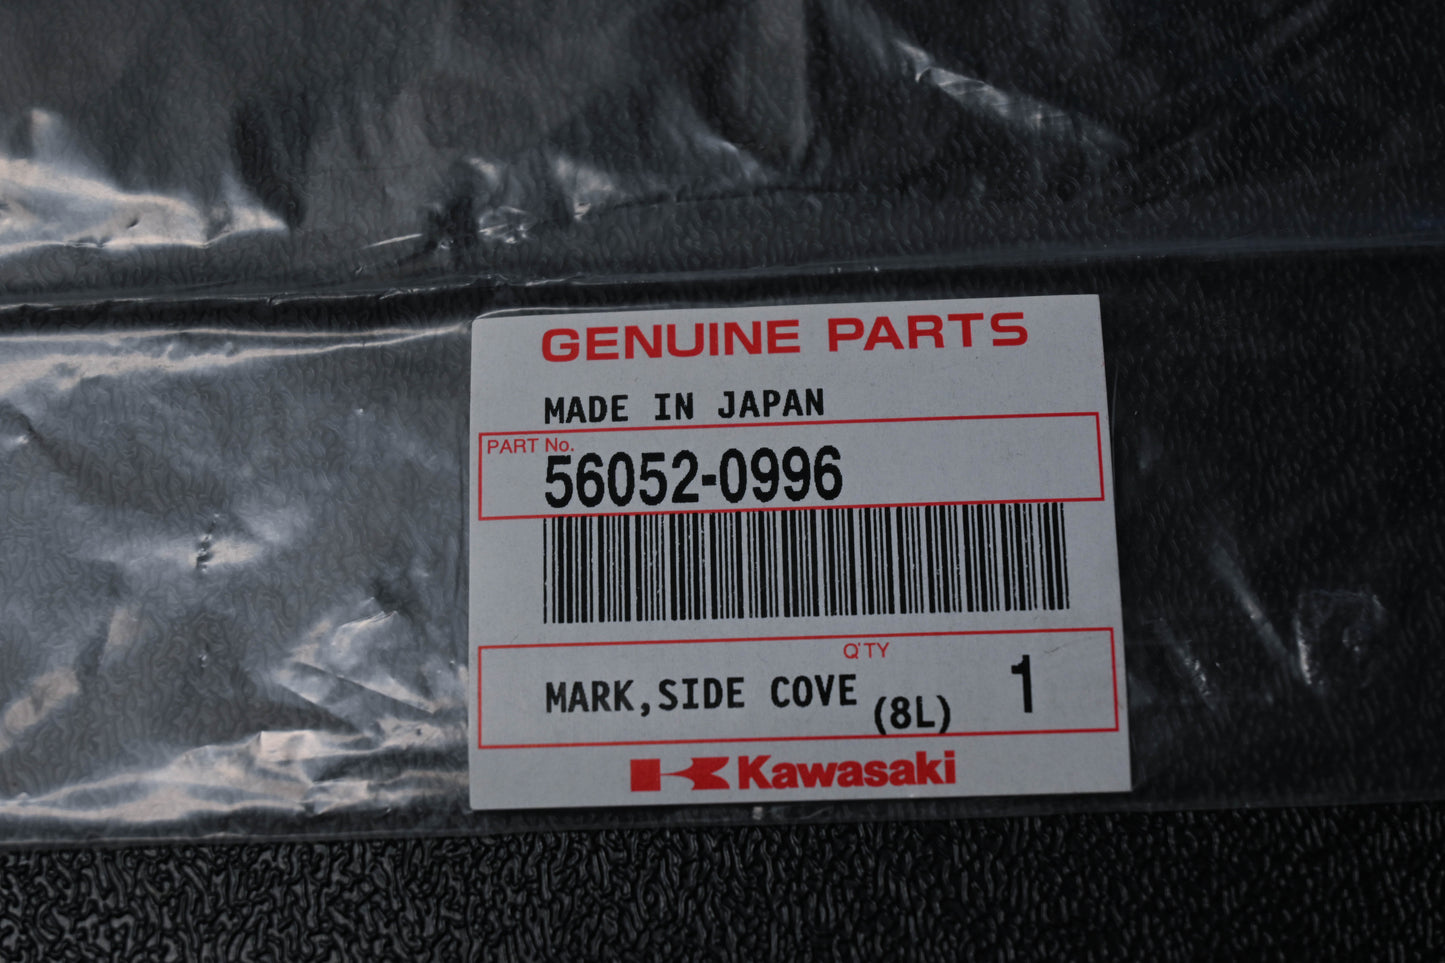 GENUINE PARTS
MADE IN JAPAN
PART No.
56052-0996
Q'TY
MARK,SIDE COVE (8L) 1
Kawasaki